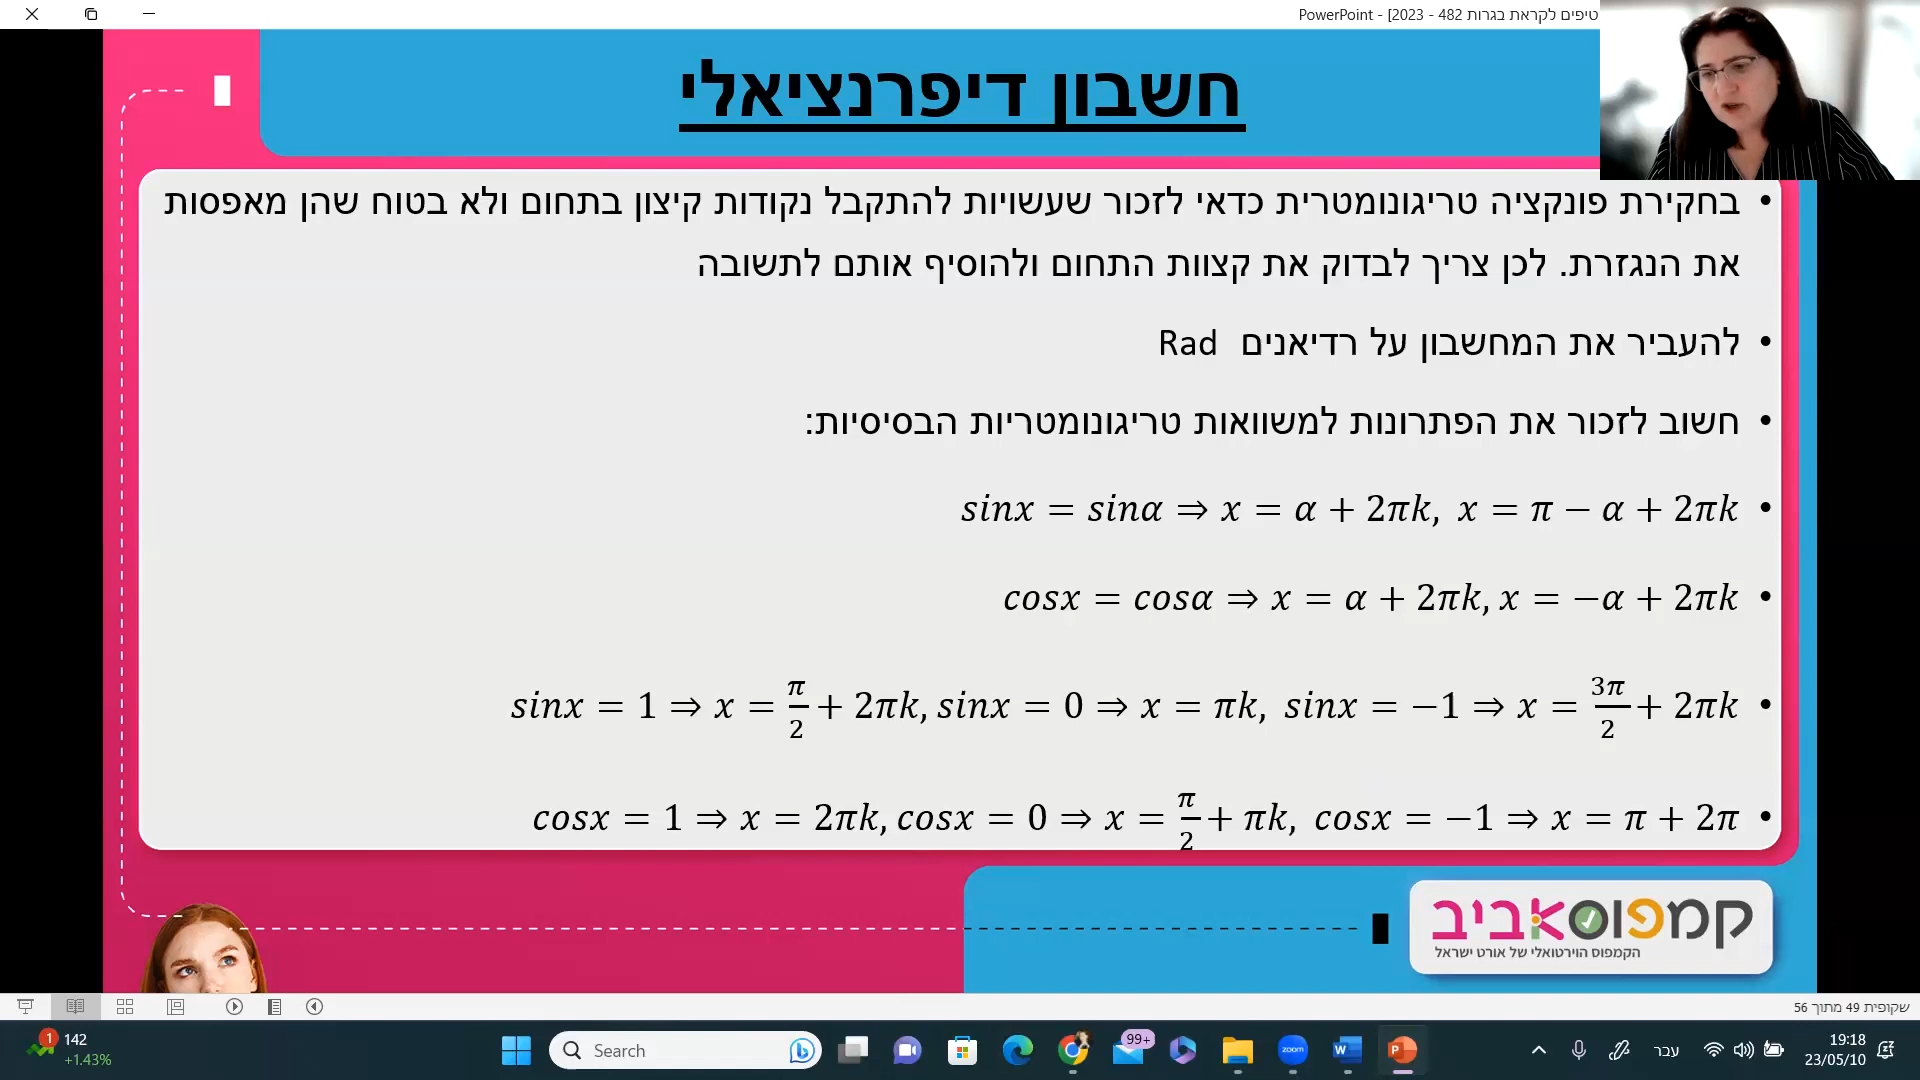 טיפים לקראת בגרות 482 - 2023] - PowerPoint
חשבון דיפרנציאלי
• בחקירת פונקציה טריגונומטרית כדאי לזכור שעשויות להתקבל נקודות קיצון בתחום ולא בטוח שהן מאפסות
את הנגזרת. לכן צריך לבדוק את קצוות התחום ולהוסיף אותם לתשובה
• להעביר את המחשבון על רדיאנים Rad
• חשוב לזכור את הפתרונות למשוואות טריגונומטריות הבסיסיות:
• sinx = sinα ⇒ x = α + 2πk, x = π − α + 2πk
• cosx = cosα ⇒ x = α + 2πk, x = −α + 2πk
• sinx = 1 ⇒ x = π/2 + 2πk, sinx = 0 ⇒ x = πk, sinx = −1 ⇒ x = 3π/2 + 2πk
• cosx = 1 ⇒ x = 2πk, cosx = 0 ⇒ x = π/2 + πk, cosx = −1 ⇒ x = π + 2π
קמפוס אביב
הקמפוס הוירטואלי של אורט ישראל
שקופית 49 מתוך 56
1
142
+1.43%
Search
99+
zoom
עבר
19:18
23/05/10